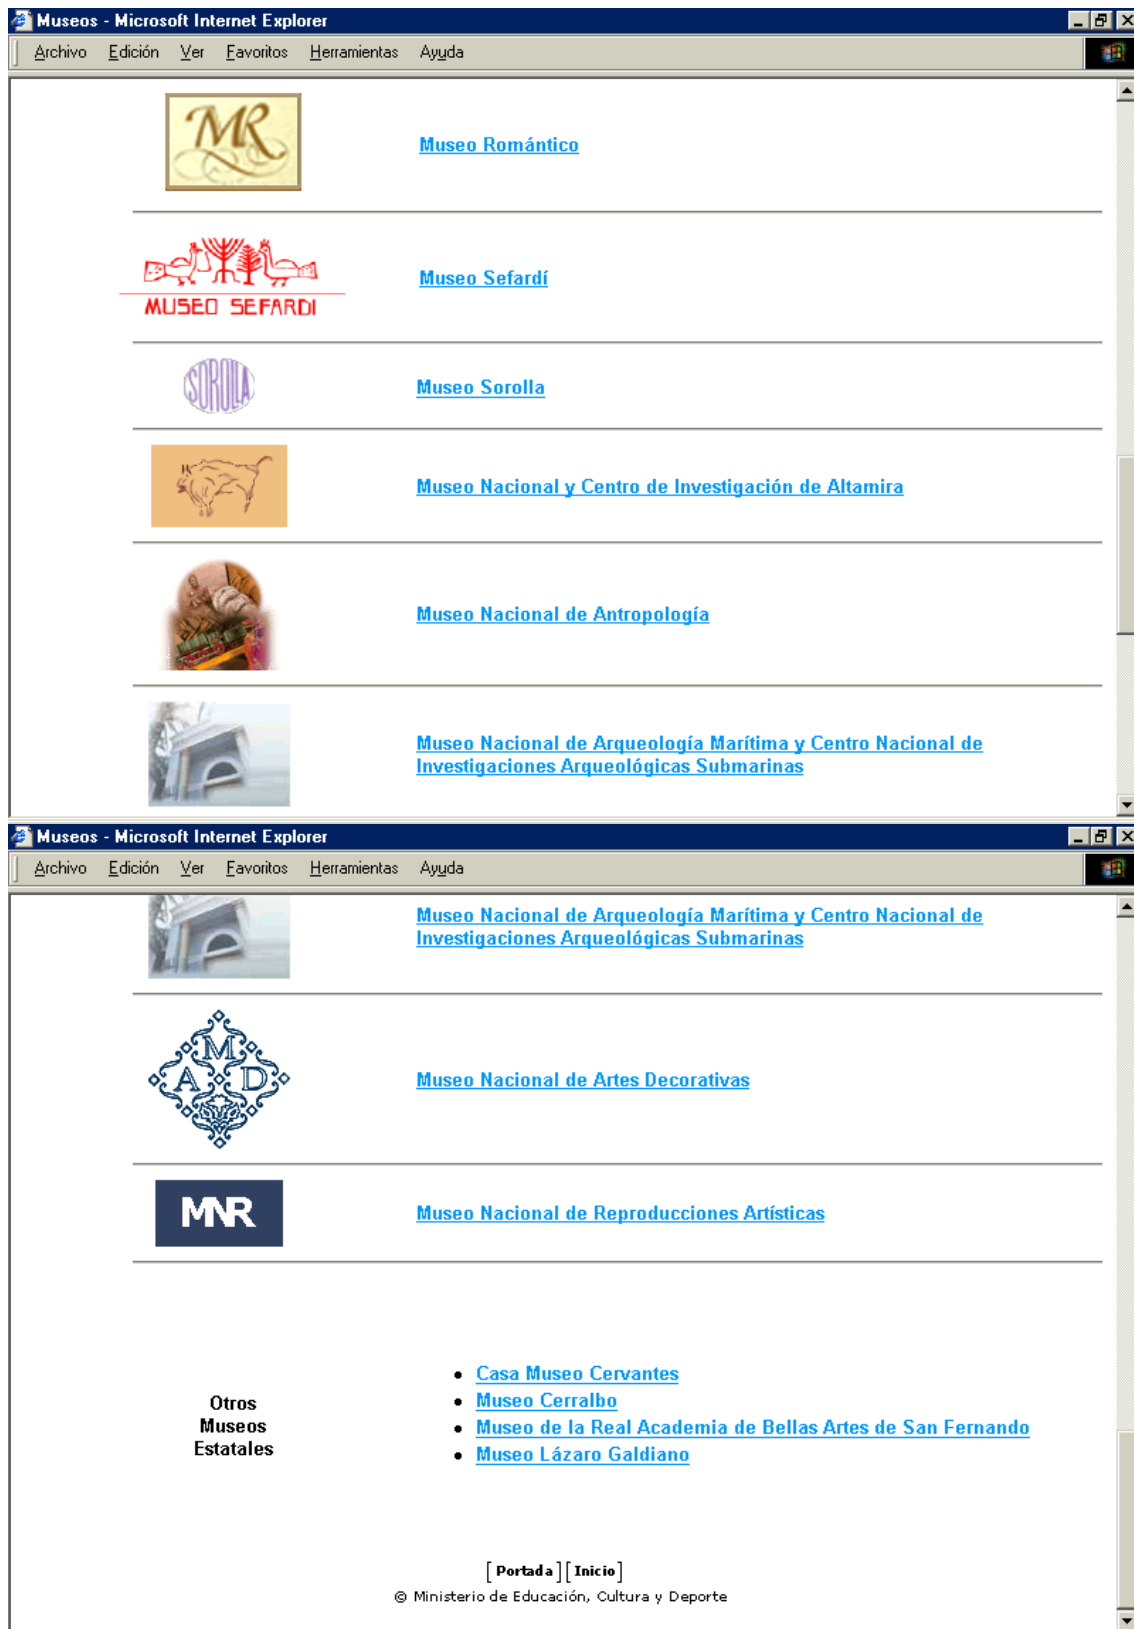 Museos - Microsoft Internet Explorer
Archivo Edición Ver Favoritos Herramientas Ayuda
MR
Museo Romántico
MUSEO SEFARDI
Museo Sefardí
SOROLLA
Museo Sorolla
Museo Nacional y Centro de Investigación de Altamira
Museo Nacional de Antropología
Museo Nacional de Arqueología Marítima y Centro Nacional de
Investigaciones Arqueológicas Submarinas
Museos - Microsoft Internet Explorer
Archivo Edición Ver Favoritos Herramientas Ayuda
Museo Nacional de Arqueología Marítima y Centro Nacional de
Investigaciones Arqueológicas Submarinas
M
A D
Museo Nacional de Artes Decorativas
MNR
Museo Nacional de Reproducciones Artísticas
Otros
Museos
Estatales
• Casa Museo Cervantes
• Museo Cerralbo
• Museo de la Real Academia de Bellas Artes de San Fernando
• Museo Lázaro Galdiano
[ Portada ] [ Inicio ]
© Ministerio de Educación, Cultura y Deporte